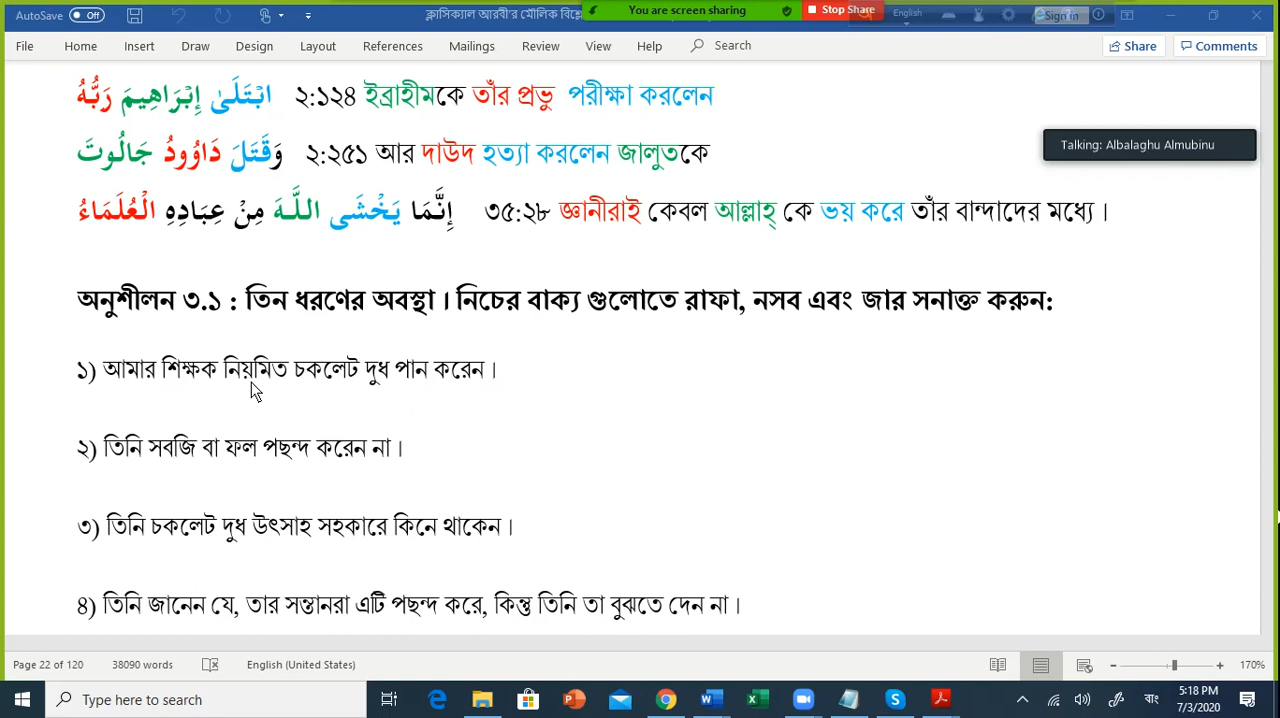 AutoSave Off ক্লাসিক্যাল আরবী'র মৌলিক You are screen sharing Stop Share English Sign in
File Home Insert Draw Design Layout References Mailings Review View Help Search Share Comments
ابْتَلَىٰ إِبْرَاهِيمَ رَبُّهُ ২:১২৪ ইব্রাহীমকে তাঁর প্রভু পরীক্ষা করলেন
وَقَتَلَ دَاوُودُ جَالُوتَ ২:২৫১ আর দাউদ হত্যা করলেন জালুতকে
Talking: Albalaghu Almubinu
إِنَّمَا يَخْشَى اللَّـهَ مِنْ عِبَادِهِ الْعُلَمَاءُ ৩৫:২৮ জ্ঞানীরাই কেবল আল্লাহ্ কে ভয় করে তাঁর বান্দাদের মধ্যে।
অনুশীলন ৩.১ : তিন ধরণের অবস্থা। নিচের বাক্য গুলোতে রাফা, নসব এবং জার সনাক্ত করুন:
১) আমার শিক্ষক নিয়মিত চকলেট দুধ পান করেন।
২) তিনি সবজি বা ফল পছন্দ করেন না।
৩) তিনি চকলেট দুধ উৎসাহ সহকারে কিনে থাকেন।
৪) তিনি জানেন যে, তার সন্তানরা এটি পছন্দ করে, কিন্তু তিনি তা বুঝতে দেন না।
Page 22 of 120 38090 words English (United States) 170%
Type here to search বাং 5:18 PM
7/3/2020